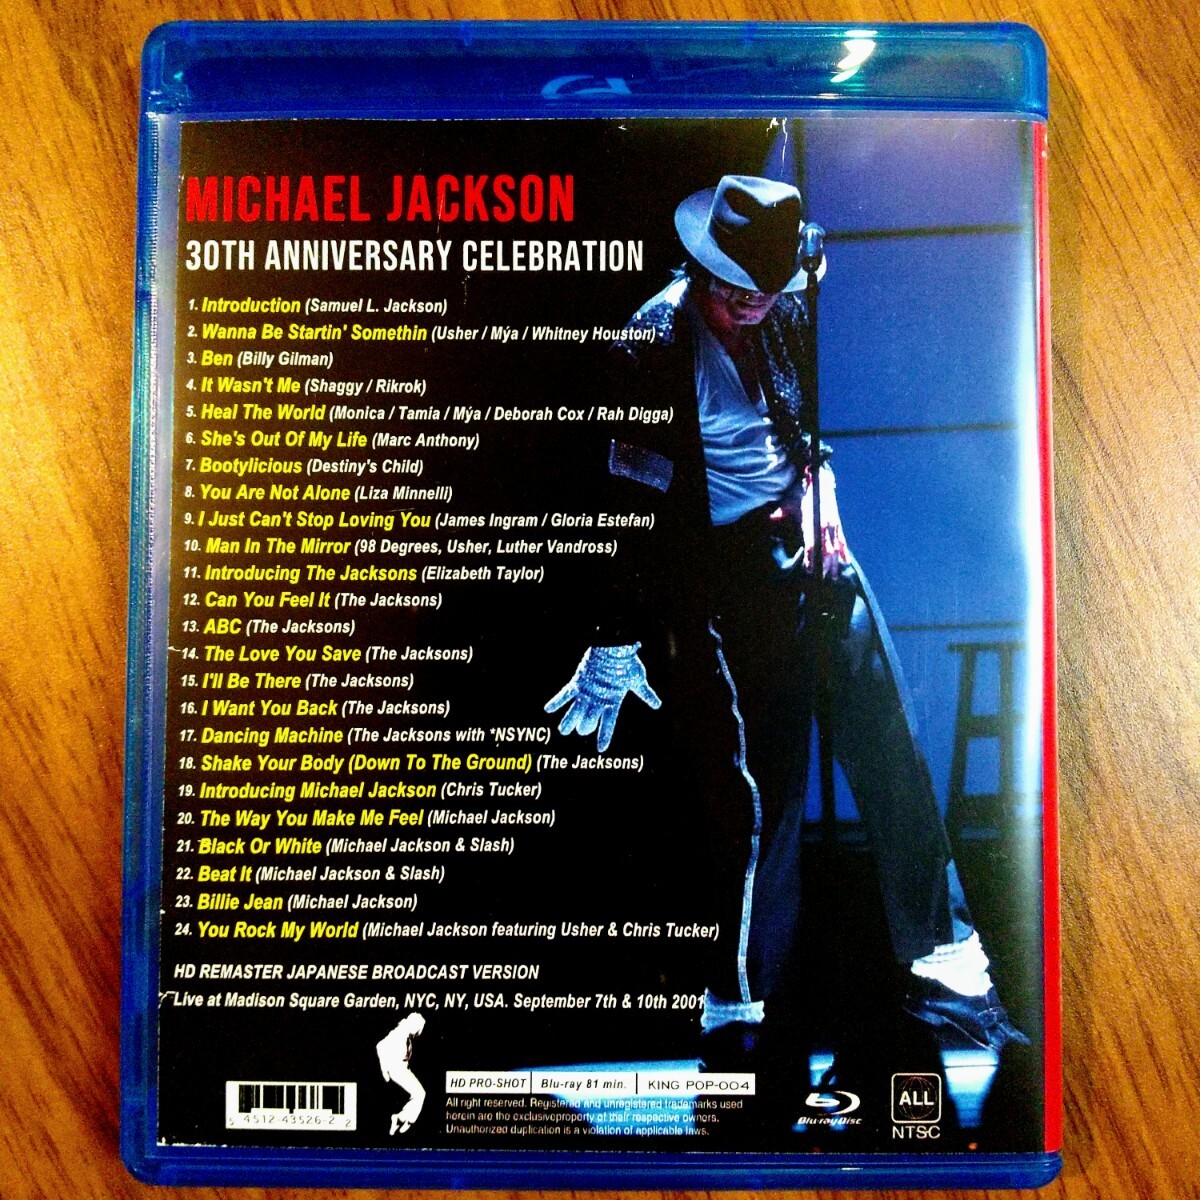 MICHAEL JACKSON
30TH ANNIVERSARY CELEBRATION
1. Introduction (Samuel L. Jackson)
2. Wanna Be Startin' Somethin (Usher / Mýa / Whitney Houston)
3. Ben (Billy Gilman)
4. It Wasn't Me (Shaggy / Rikrok)
5. Heal The World (Monica / Tamia / Mýa / Deborah Cox / Rah Digga)
6. She's Out Of My Life (Marc Anthony)
7. Bootylicious (Destiny's Child)
8. You Are Not Alone (Liza Minnelli)
9. I Just Can't Stop Loving You (James Ingram / Gloria Estefan)
10. Man In The Mirror (98 Degrees, Usher, Luther Vandross)
11. Introducing The Jacksons (Elizabeth Taylor)
12. Can You Feel It (The Jacksons)
13. ABC (The Jacksons)
14. The Love You Save (The Jacksons)
15. I'll Be There (The Jacksons)
16. I Want You Back (The Jacksons)
17. Dancing Machine (The Jacksons with *NSYNC)
18. Shake Your Body (Down To The Ground) (The Jacksons)
19. Introducing Michael Jackson (Chris Tucker)
20. The Way You Make Me Feel (Michael Jackson)
21. Black Or White (Michael Jackson & Slash)
22. Beat It (Michael Jackson & Slash)
23. Billie Jean (Michael Jackson)
24. You Rock My World (Michael Jackson featuring Usher & Chris Tucker)
HD REMASTER JAPANESE BROADCAST VERSION
Live at Madison Square Garden, NYC, NY, USA. September 7th & 10th 2001
HD PRO-SHOT Blu-ray 81 min. KING POP-004
All right reserved. Registered and unregistered trademarks used
herein are the exclusiveproperty of their respective owners.
Unauthorized duplication is a violation of applicable laws.
5 4512-43526-2 2
Blu-ray Disc
ALL
NTSC